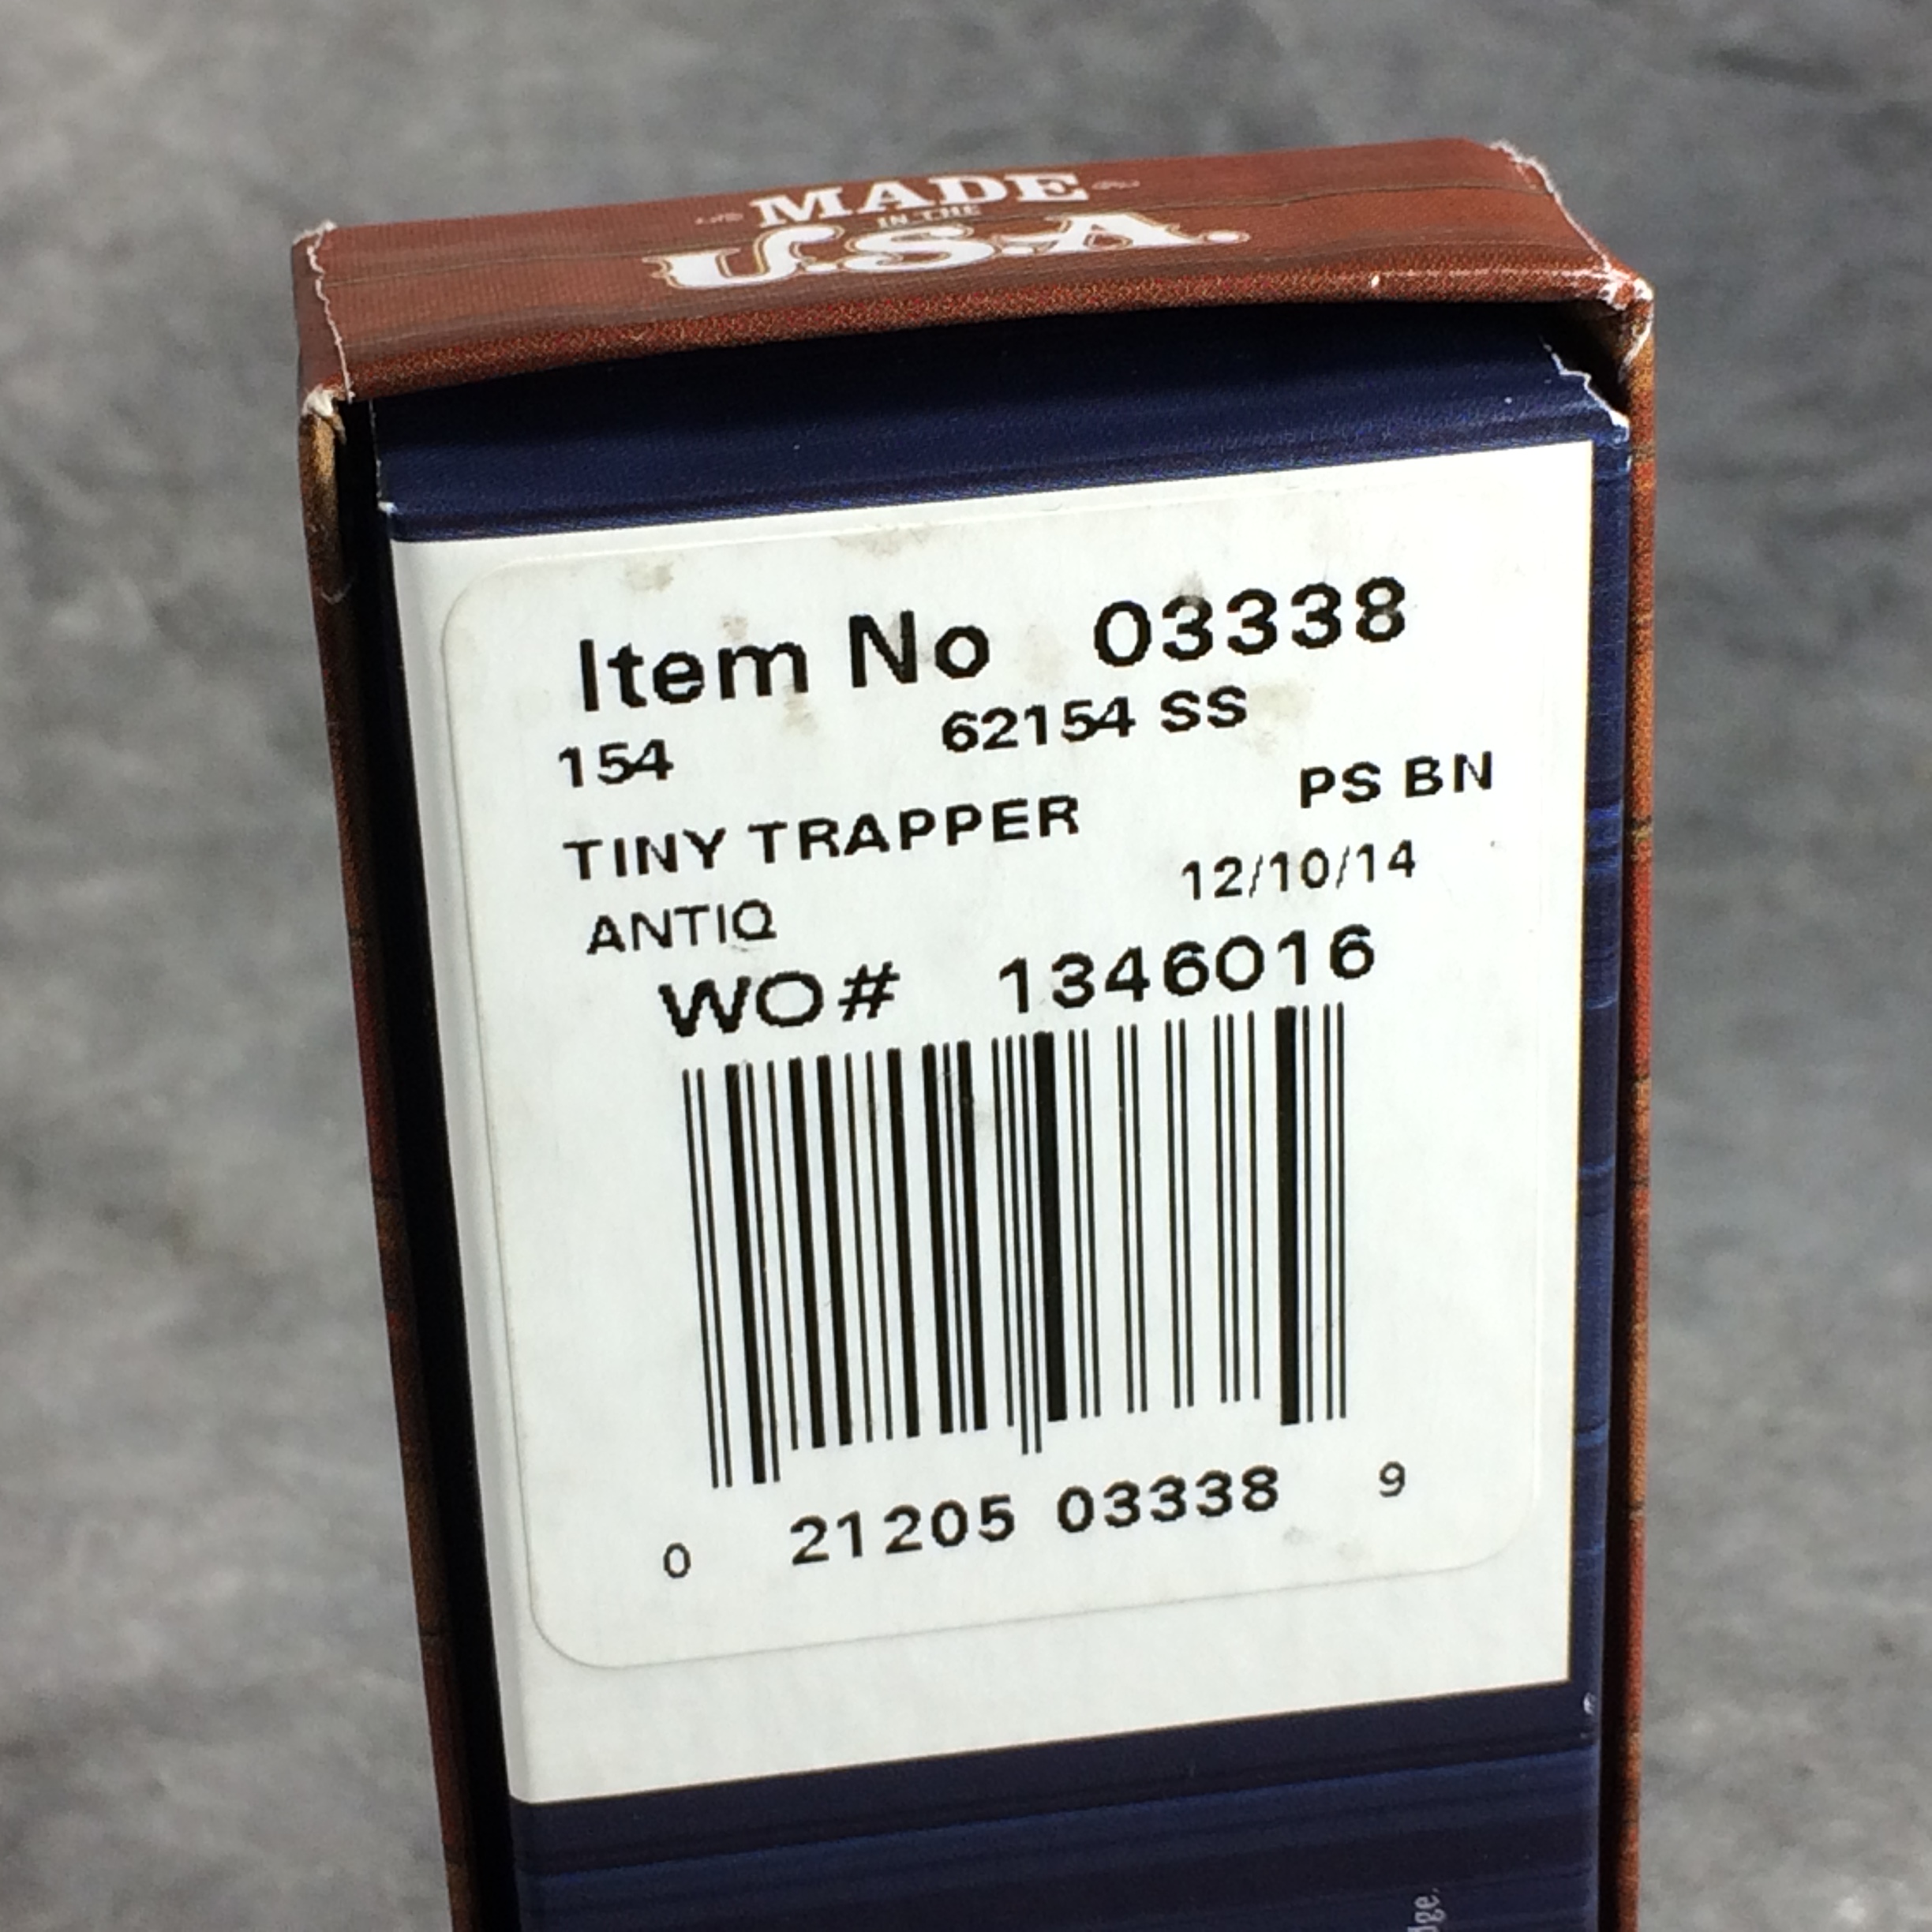 MADE
IN THE
U.S.A.
Item No 03338
154 62154 SS
TINY TRAPPER PS BN
ANTIQ 12/10/14
WO# 1346016
0 21205 03338 9